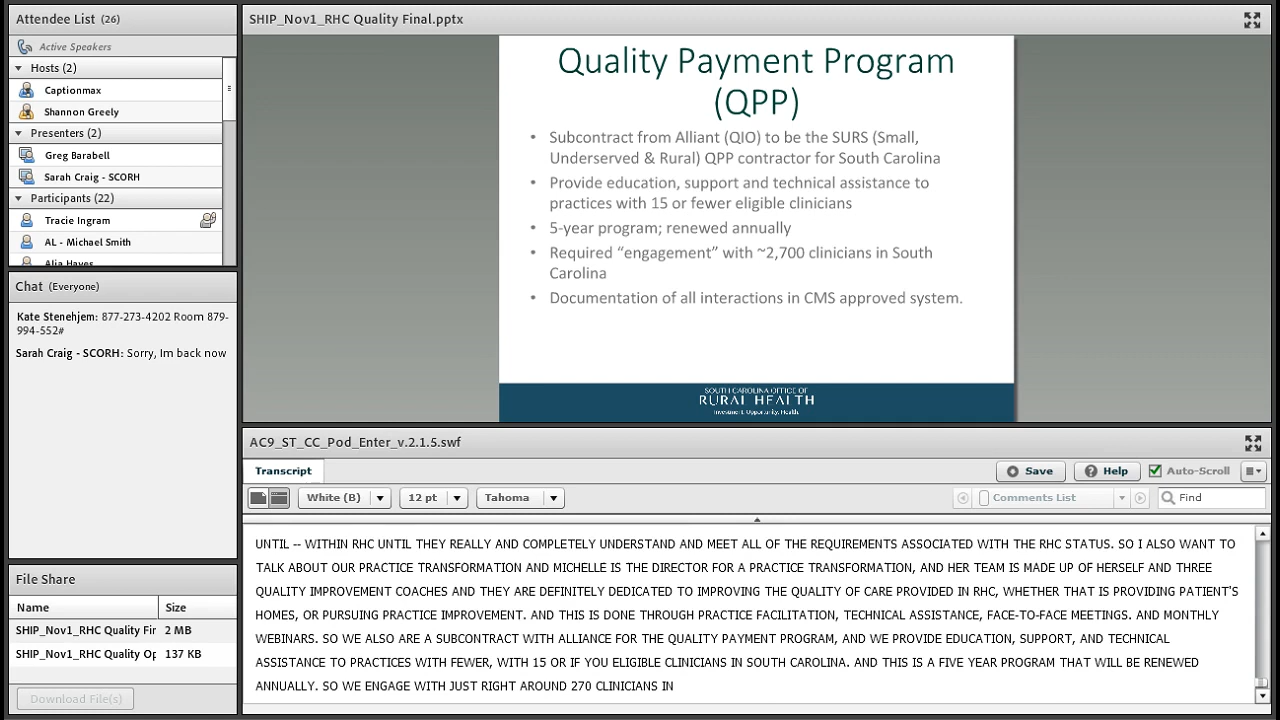 Attendee List (26)
Active Speakers
Hosts (2)
Captionmax
Shannon Greely
Presenters (2)
Greg Barabell
Sarah Craig - SCORH
Participants (22)
Tracie Ingram
AL - Michael Smith
Alia Hayes
Chat (Everyone)
Kate Stenehjem: 877-273-4202 Room 879-
994-552#
Sarah Craig - SCORH: Sorry, Im back now
File Share
Name Size
SHIP_Nov1_RHC Quality Fir 2 MB
SHIP_Nov1_RHC Quality Op 137 KB
Download File(s)
SHIP_Nov1_RHC Quality Final.pptx
Quality Payment Program
(QPP)
• Subcontract from Alliant (QIO) to be the SURS (Small,
Underserved & Rural) QPP contractor for South Carolina
• Provide education, support and technical assistance to
practices with 15 or fewer eligible clinicians
• 5-year program; renewed annually
• Required “engagement” with ~2,700 clinicians in South
Carolina
• Documentation of all interactions in CMS approved system.
SOUTH CAROLINA OFFICE OF
RURAL HEALTH
Investment. Opportunity. Health.
AC9_ST_CC_Pod_Enter_v.2.1.5.swf
Transcript Save Help Auto-Scroll
White (B) 12 pt Tahoma Comments List Find
UNTIL -- WITHIN RHC UNTIL THEY REALLY AND COMPLETELY UNDERSTAND AND MEET ALL OF THE REQUIREMENTS ASSOCIATED WITH THE RHC STATUS. SO I ALSO WANT TO
TALK ABOUT OUR PRACTICE TRANSFORMATION AND MICHELLE IS THE DIRECTOR FOR A PRACTICE TRANSFORMATION, AND HER TEAM IS MADE UP OF HERSELF AND THREE
QUALITY IMPROVEMENT COACHES AND THEY ARE DEFINITELY DEDICATED TO IMPROVING THE QUALITY OF CARE PROVIDED IN RHC, WHETHER THAT IS PROVIDING PATIENT'S
HOMES, OR PURSUING PRACTICE IMPROVEMENT. AND THIS IS DONE THROUGH PRACTICE FACILITATION, TECHNICAL ASSISTANCE, FACE-TO-FACE MEETINGS. AND MONTHLY
WEBINARS. SO WE ALSO ARE A SUBCONTRACT WITH ALLIANCE FOR THE QUALITY PAYMENT PROGRAM, AND WE PROVIDE EDUCATION, SUPPORT, AND TECHNICAL
ASSISTANCE TO PRACTICES WITH FEWER, WITH 15 OR IF YOU ELIGIBLE CLINICIANS IN SOUTH CAROLINA. AND THIS IS A FIVE YEAR PROGRAM THAT WILL BE RENEWED
ANNUALLY. SO WE ENGAGE WITH JUST RIGHT AROUND 270 CLINICIANS IN